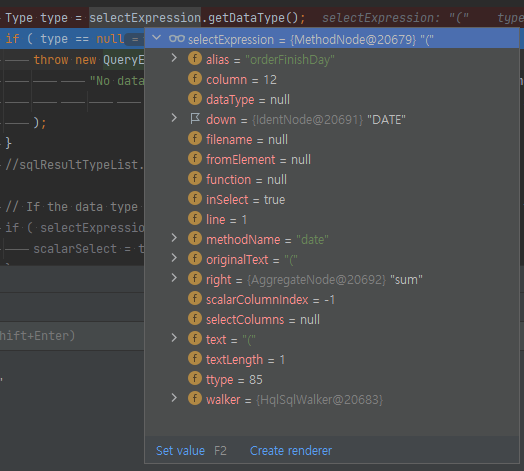 Type type = selectExpression.getDataType();   selectExpression: "("   type
if ( type == null =
throw new QueryE
"No data
);
}
//sqlResultTypeList.
// If the data type
if ( selectExpressio
scalarSelect = t
hift+Enter)
selectExpression = {MethodNode@20679} "("
alias = "orderFinishDay"
column = 12
dataType = null
down = {IdentNode@20691} "DATE"
filename = null
fromElement = null
function = null
inSelect = true
line = 1
methodName = "date"
originalText = "("
right = {AggregateNode@20692} "sum"
scalarColumnIndex = -1
selectColumns = null
text = "("
textLength = 1
ttype = 85
walker = {HqlSqlWalker@20683}
Set value F2   Create renderer